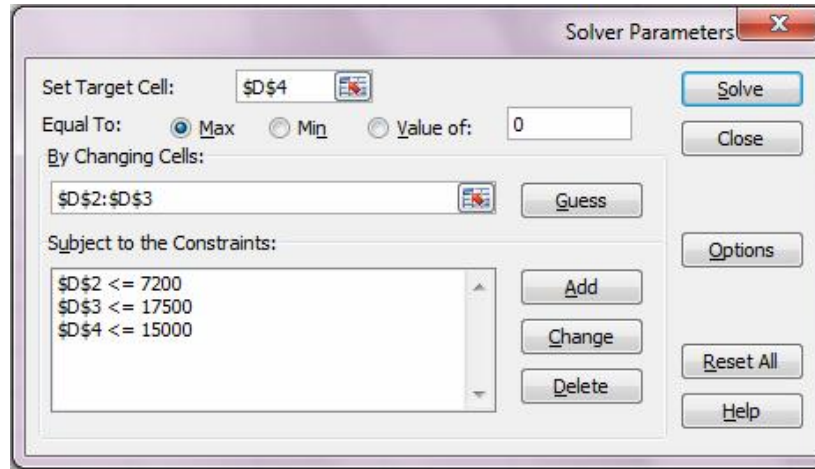 Solver Parameters
Set Target Cell: $D$4
Solve
Equal To: Max Min Value of: 0
Close
By Changing Cells:
$D$2:$D$3
Guess
Subject to the Constraints:
Options
$D$2 <= 7200
Add
$D$3 <= 17500
$D$4 <= 15000
Change
Reset All
Delete
Help